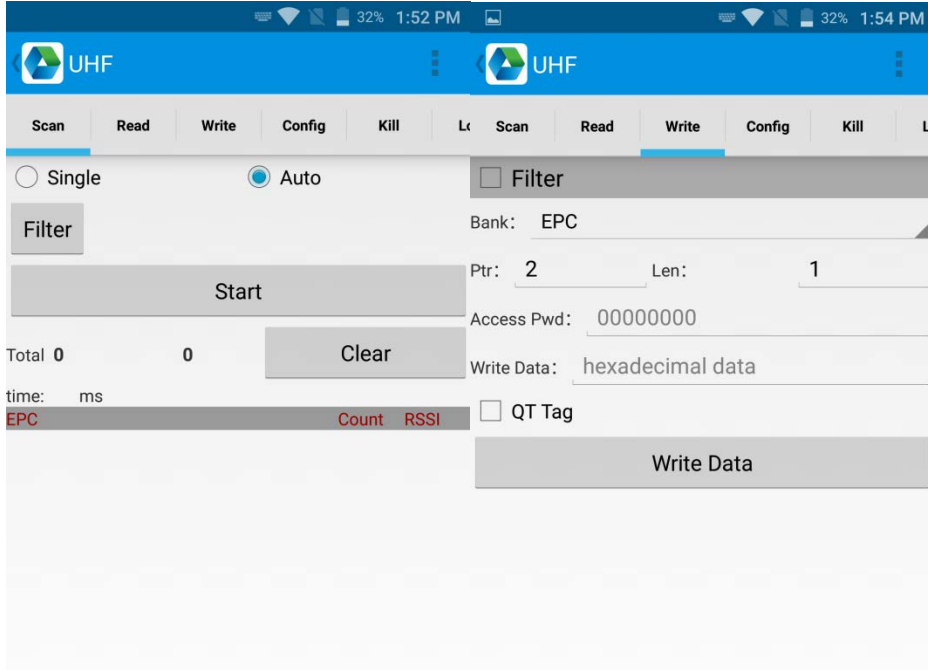 32% 1:52 PM
UHF
Scan Read Write Config Kill
Single Auto
Filter
Start
Total 0 0 Clear
time: ms
EPC Count RSSI
32% 1:54 PM
UHF
Scan Read Write Config Kill L
Filter
Bank: EPC
Ptr: 2 Len: 1
Access Pwd: 00000000
Write Data: hexadecimal data
QT Tag
Write Data